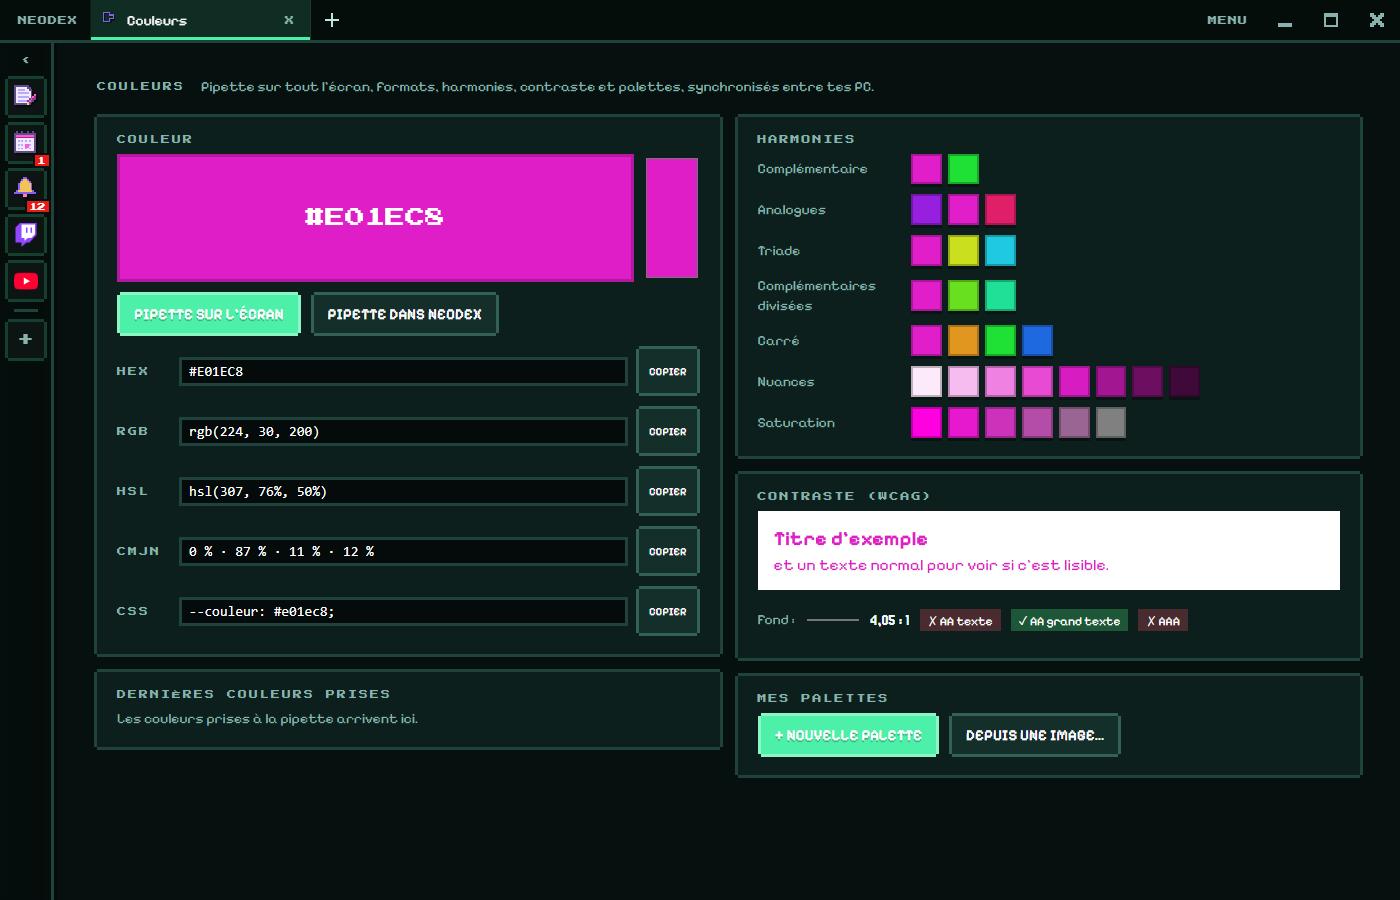 NEODEX
Couleurs
MENU
1
12
COULEURS Pipette sur tout l'écran, formats, harmonies, contraste et palettes, synchronisés entre tes PC.
COULEUR
#E01EC8
PIPETTE SUR L'ÉCRAN
PIPETTE DANS NEODEX
HEX #E01EC8 COPIER
RGB rgb(224, 30, 200) COPIER
HSL hsl(307, 76%, 50%) COPIER
CMJN 0 % · 87 % · 11 % · 12 % COPIER
CSS --couleur: #e01ec8; COPIER
DERNIÈRES COULEURS PRISES
Les couleurs prises à la pipette arrivent ici.
HARMONIES
Complémentaire
Analogues
Triade
Complémentaires
divisées
Carré
Nuances
Saturation
CONTRASTE (WCAG)
Titre d'exemple
et un texte normal pour voir si c'est lisible.
Fond : 4,05 : 1 ✗ AA texte ✓ AA grand texte ✗ AAA
MES PALETTES
+ NOUVELLE PALETTE
DEPUIS UNE IMAGE…